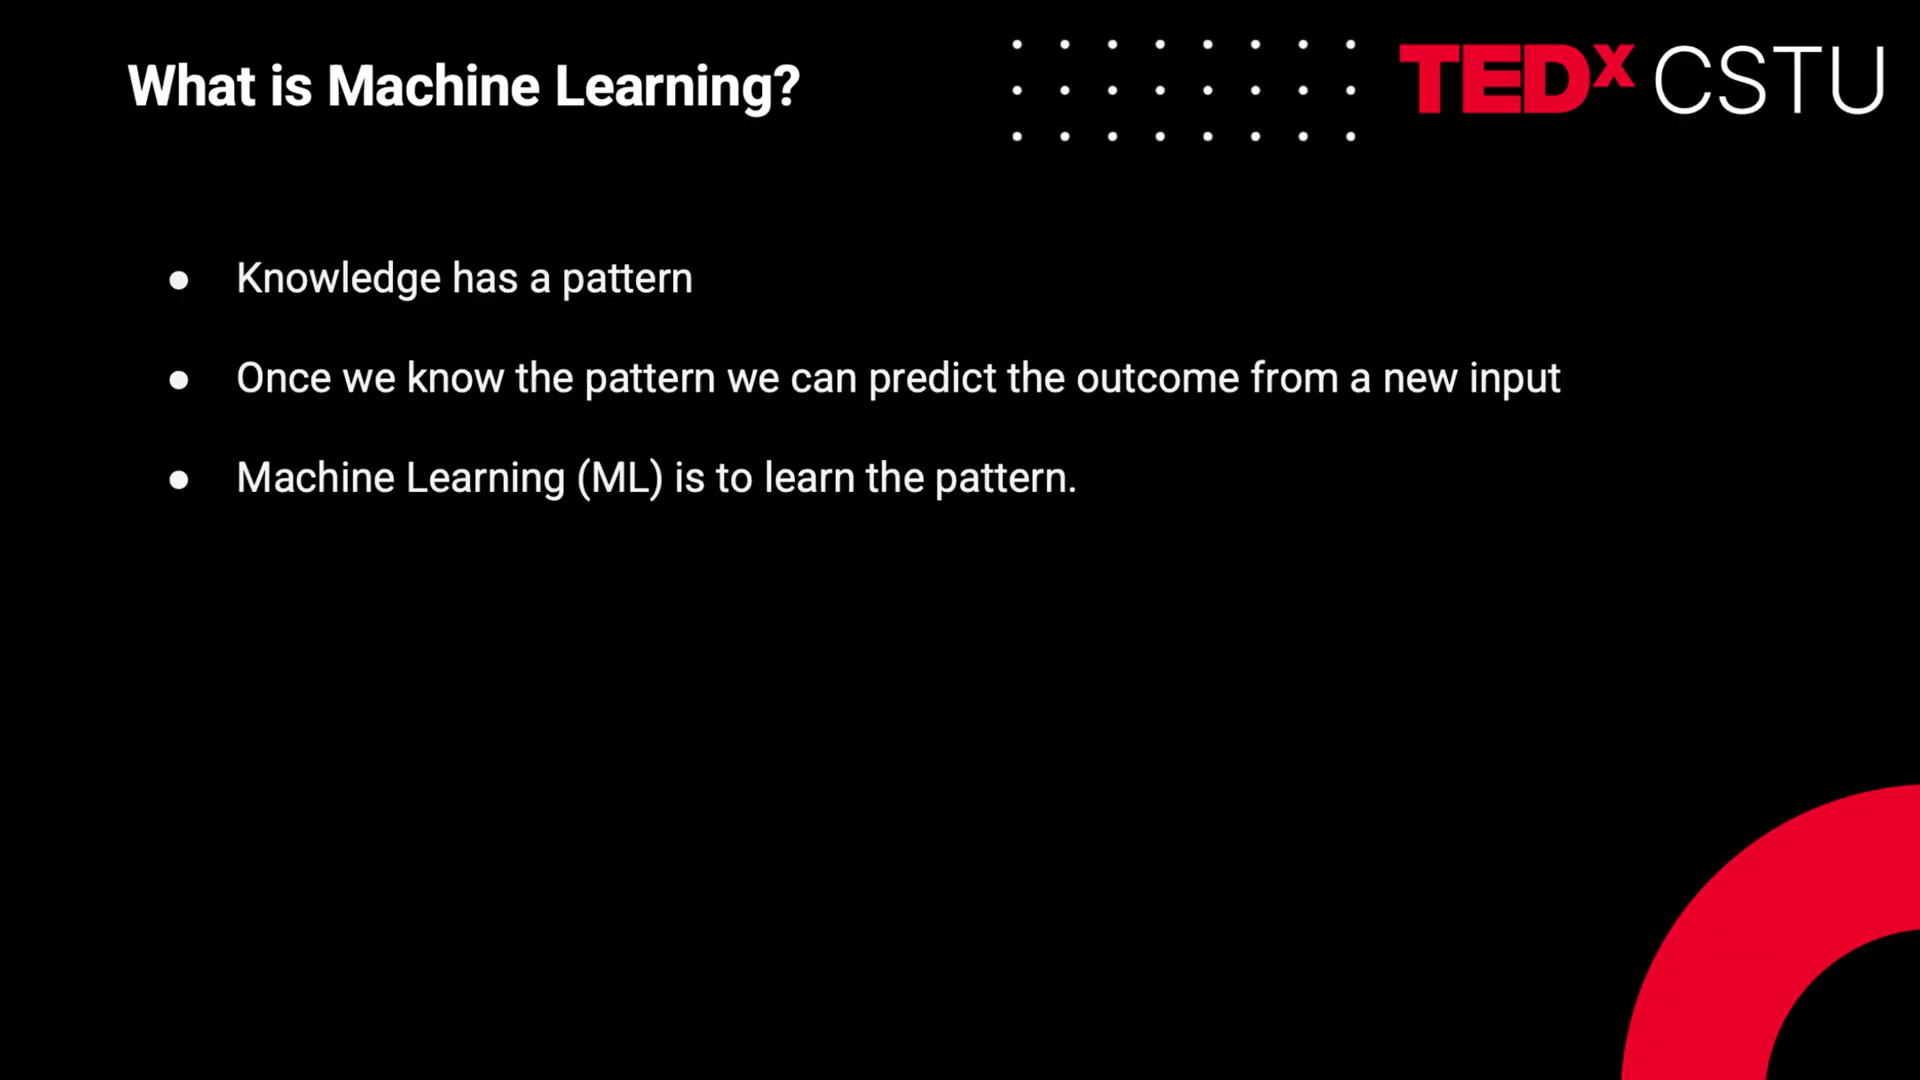 What is Machine Learning?
TEDx CSTU
● Knowledge has a pattern
● Once we know the pattern we can predict the outcome from a new input
● Machine Learning (ML) is to learn the pattern.